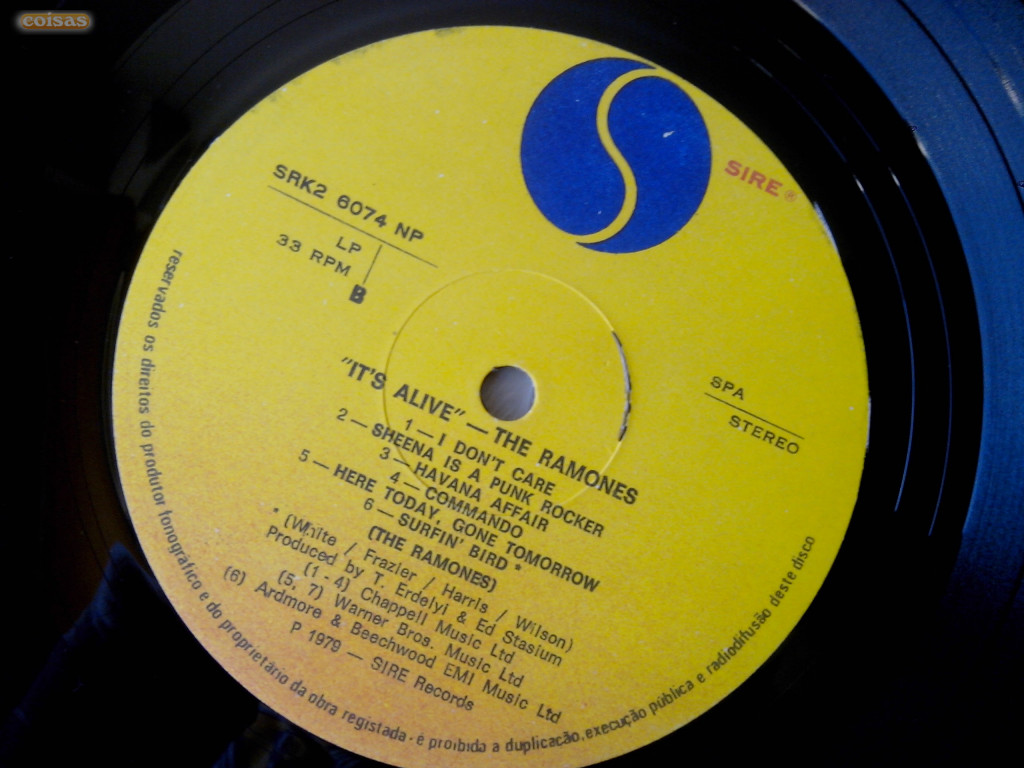 coisas
SIRE ®
SRK2 6074 NP
LP
33 RPM
B
SPA
STEREO
"IT'S ALIVE" — THE RAMONES
1 — I DON'T CARE
2 — SHEENA IS A PUNK ROCKER
3 — HAVANA AFFAIR
4 — COMMANDO
5 — HERE TODAY, GONE TOMORROW
6 — SURFIN' BIRD *
(THE RAMONES)
* (White / Frazier / Harris / Wilson)
Produced by T. Erdelyi & Ed Stasium
(1 - 4) Chappell Music Ltd
(5, 7) Warner Bros. Music Ltd
(6) Ardmore & Beechwood EMI Music Ltd
P 1979 — SIRE Records
reservados os direitos do produtor fonográfico e do proprietário da obra registada - é proibida a duplicação, execução pública e radiodifusão deste disco